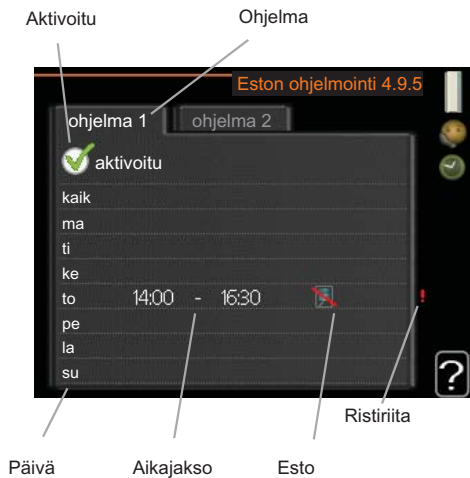 Aktivoitu
Ohjelma
Eston ohjelmointi 4.9.5
ohjelma 1
ohjelma 2
aktivoitu
kaik
ma
ti
ke
to 14:00 - 16:30 !
pe
la
su
?
Ristiriita
Päivä
Aikajakso
Esto